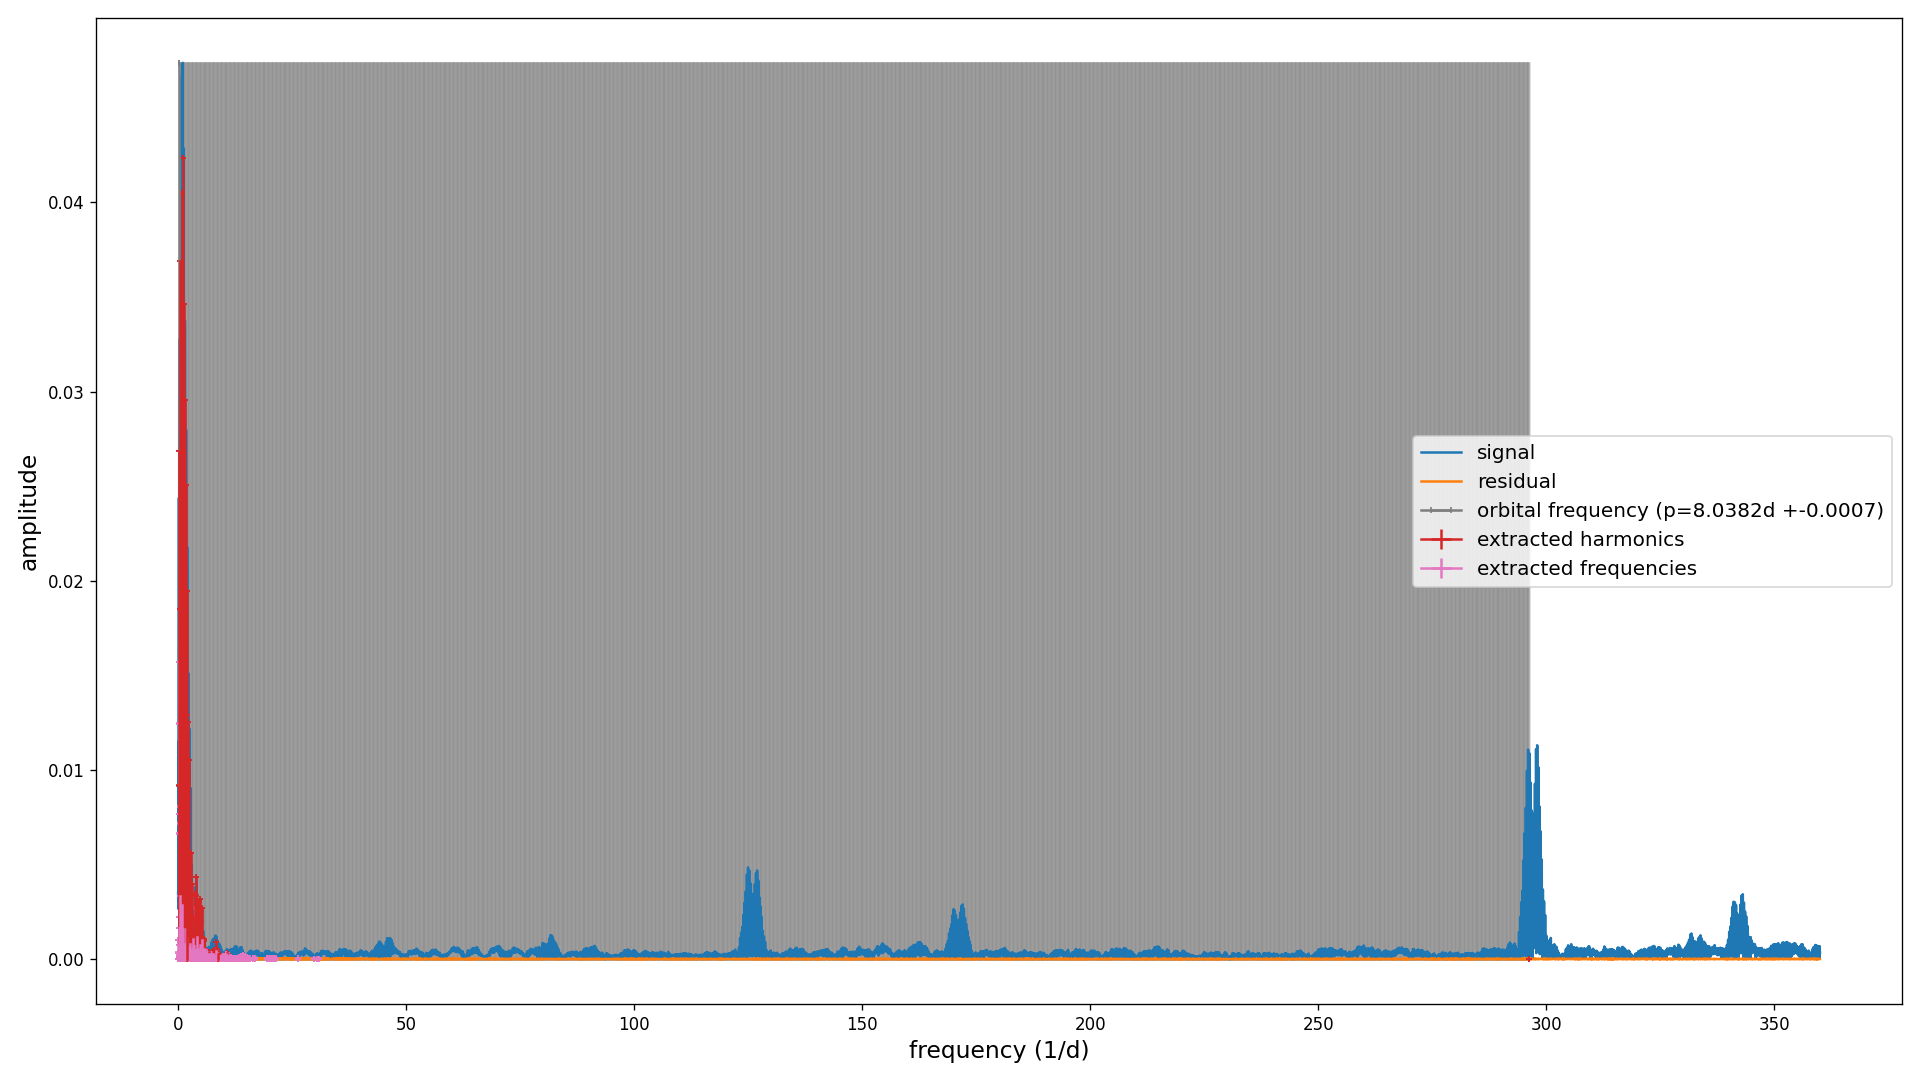 amplitude
0.04
0.03
0.02
0.01
0.00
signal
residual
orbital frequency (p=8.0382d +-0.0007)
extracted harmonics
extracted frequencies
0 50 100 150 200 250 300 350
frequency (1/d)